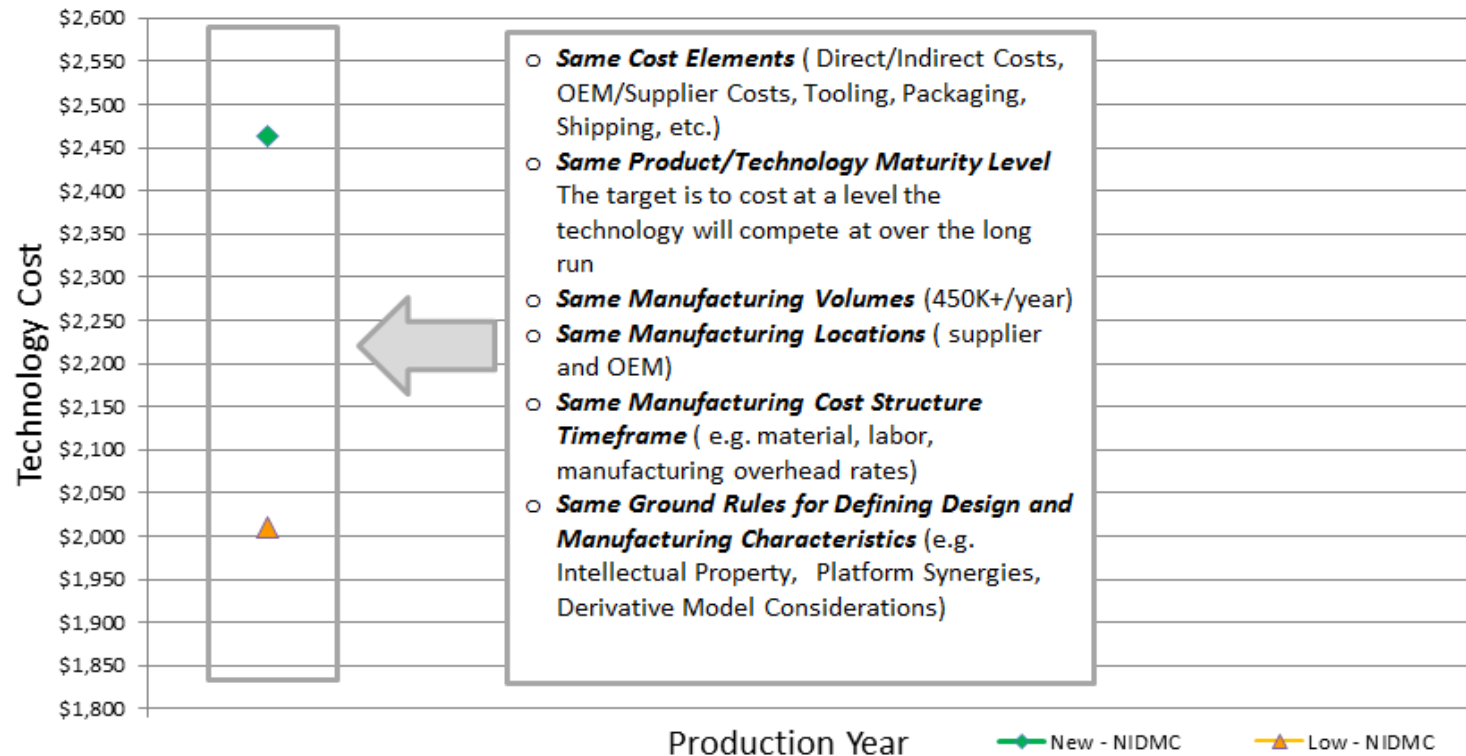 $2,600
$2,550
$2,500
$2,450
$2,400
$2,350
$2,300
$2,250
$2,200
$2,150
$2,100
$2,050
$2,000
$1,950
$1,900
$1,850
$1,800
Technology Cost
o Same Cost Elements ( Direct/Indirect Costs,
OEM/Supplier Costs, Tooling, Packaging,
Shipping, etc.)
o Same Product/Technology Maturity Level
The target is to cost at a level the
technology will compete at over the long
run
o Same Manufacturing Volumes (450K+/year)
o Same Manufacturing Locations ( supplier
and OEM)
o Same Manufacturing Cost Structure
Timeframe ( e.g. material, labor,
manufacturing overhead rates)
o Same Ground Rules for Defining Design and
Manufacturing Characteristics (e.g.
Intellectual Property, Platform Synergies,
Derivative Model Considerations)
Production Year
New - NIDMC
Low - NIDMC